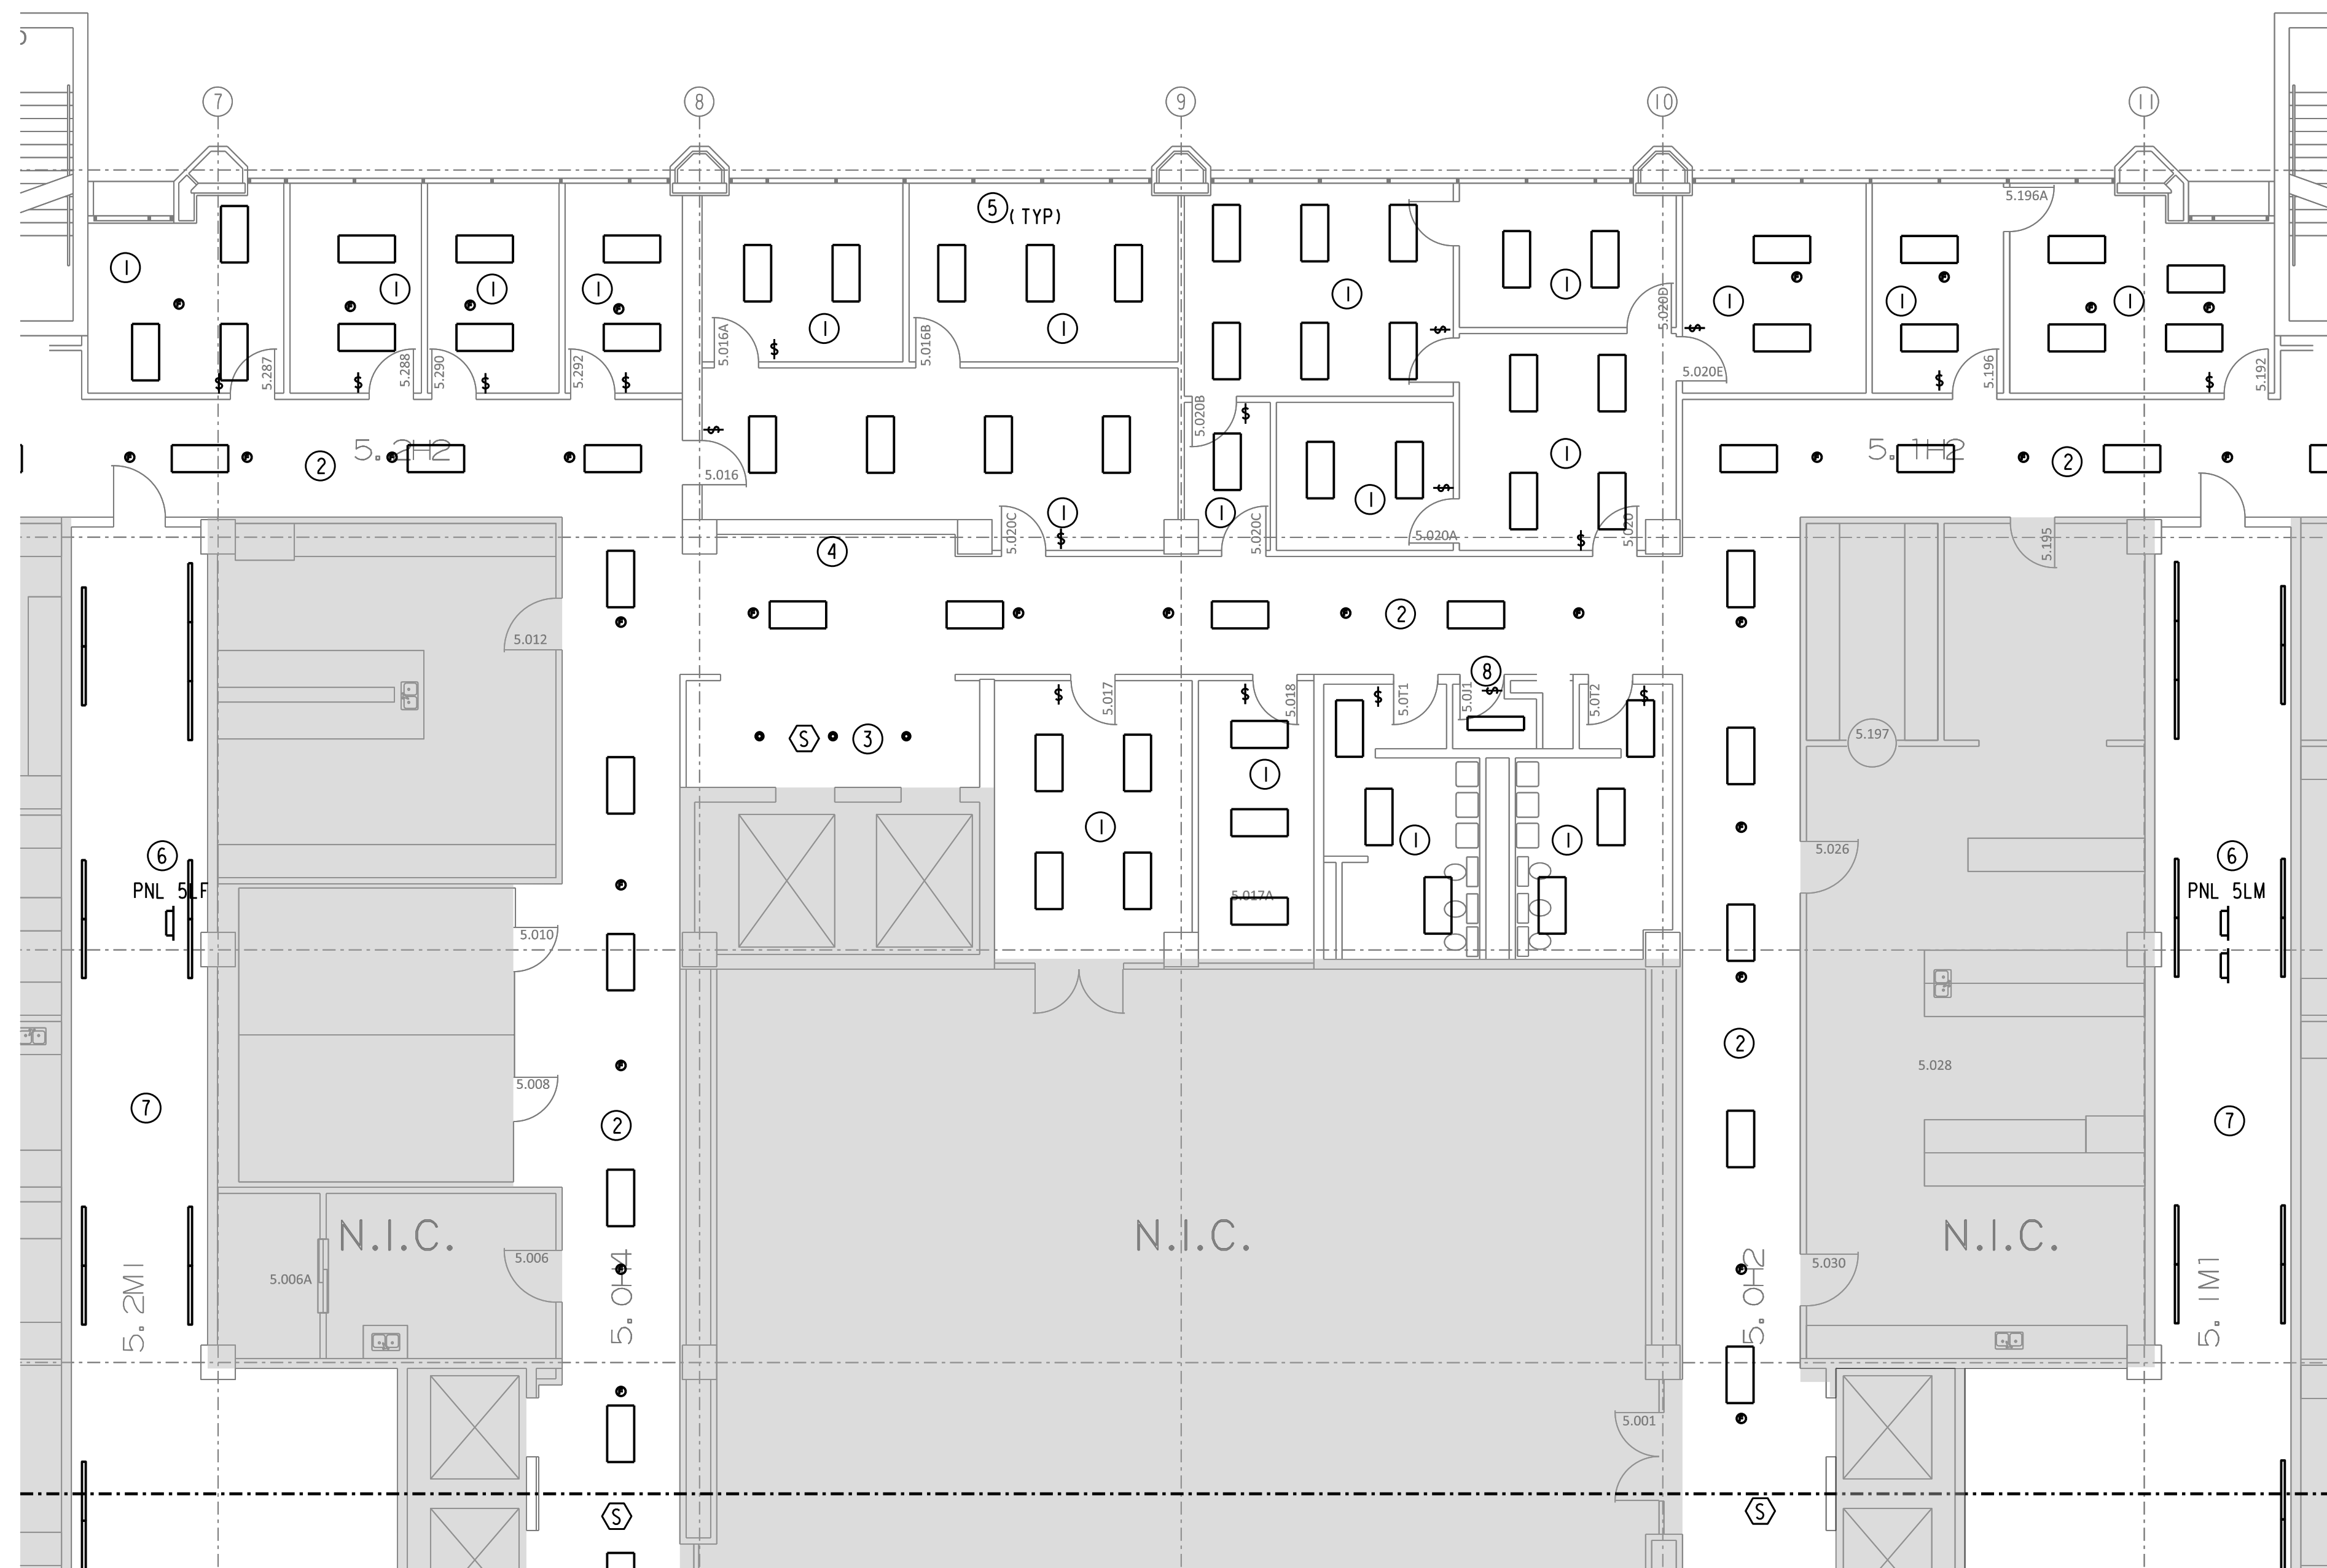 7 8 9 10 11
5 (TYP)
5.196A
1
1 1 1 1 1 1 1 1 1 1
5.287 5.288 5.290 5.292 5.016A 5.016B 5.020D 5.020E 5.196 5.192
$ $ $ $ $ $ $ $ $
5.2H2 2 $ 5.016 5.020B $ 5.1H2 2
1 1 1 1 $
5.020C $ 5.020C 5.020A $ 5.020 5.195
4
5.012 2
8
$ 5.017 $ 5.018 $ 5.0T1 5.0J1 $ 5.0T2 $
S 3 5.197
1
1 1 1
6 5.026 6
PNL 5LF 5.017A PNL 5LM
5.010
2
5.028
5.008
7 2 7
N.I.C. N.I.C. N.I.C.
5.006 5.030
5.006A
5.2M1 5.0H4 5.0H2 5.1M1
5.001
S S